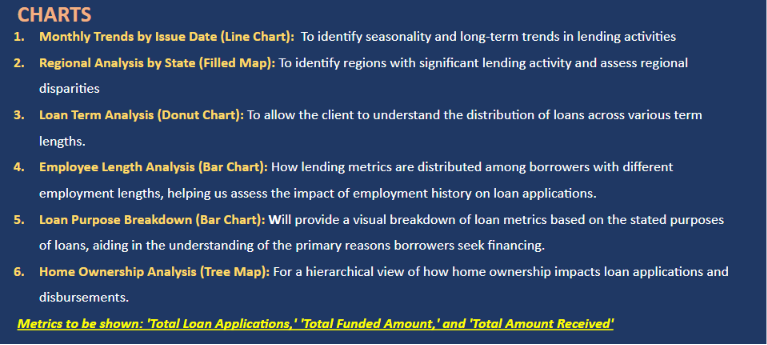 CHARTS
1. Monthly Trends by Issue Date (Line Chart): To identify seasonality and long-term trends in lending activities
2. Regional Analysis by State (Filled Map): To identify regions with significant lending activity and assess regional
disparities
3. Loan Term Analysis (Donut Chart): To allow the client to understand the distribution of loans across various term
lengths.
4. Employee Length Analysis (Bar Chart): How lending metrics are distributed among borrowers with different
employment lengths, helping us assess the impact of employment history on loan applications.
5. Loan Purpose Breakdown (Bar Chart): Will provide a visual breakdown of loan metrics based on the stated purposes
of loans, aiding in the understanding of the primary reasons borrowers seek financing.
6. Home Ownership Analysis (Tree Map): For a hierarchical view of how home ownership impacts loan applications and
disbursements.
Metrics to be shown: 'Total Loan Applications,' 'Total Funded Amount,' and 'Total Amount Received'